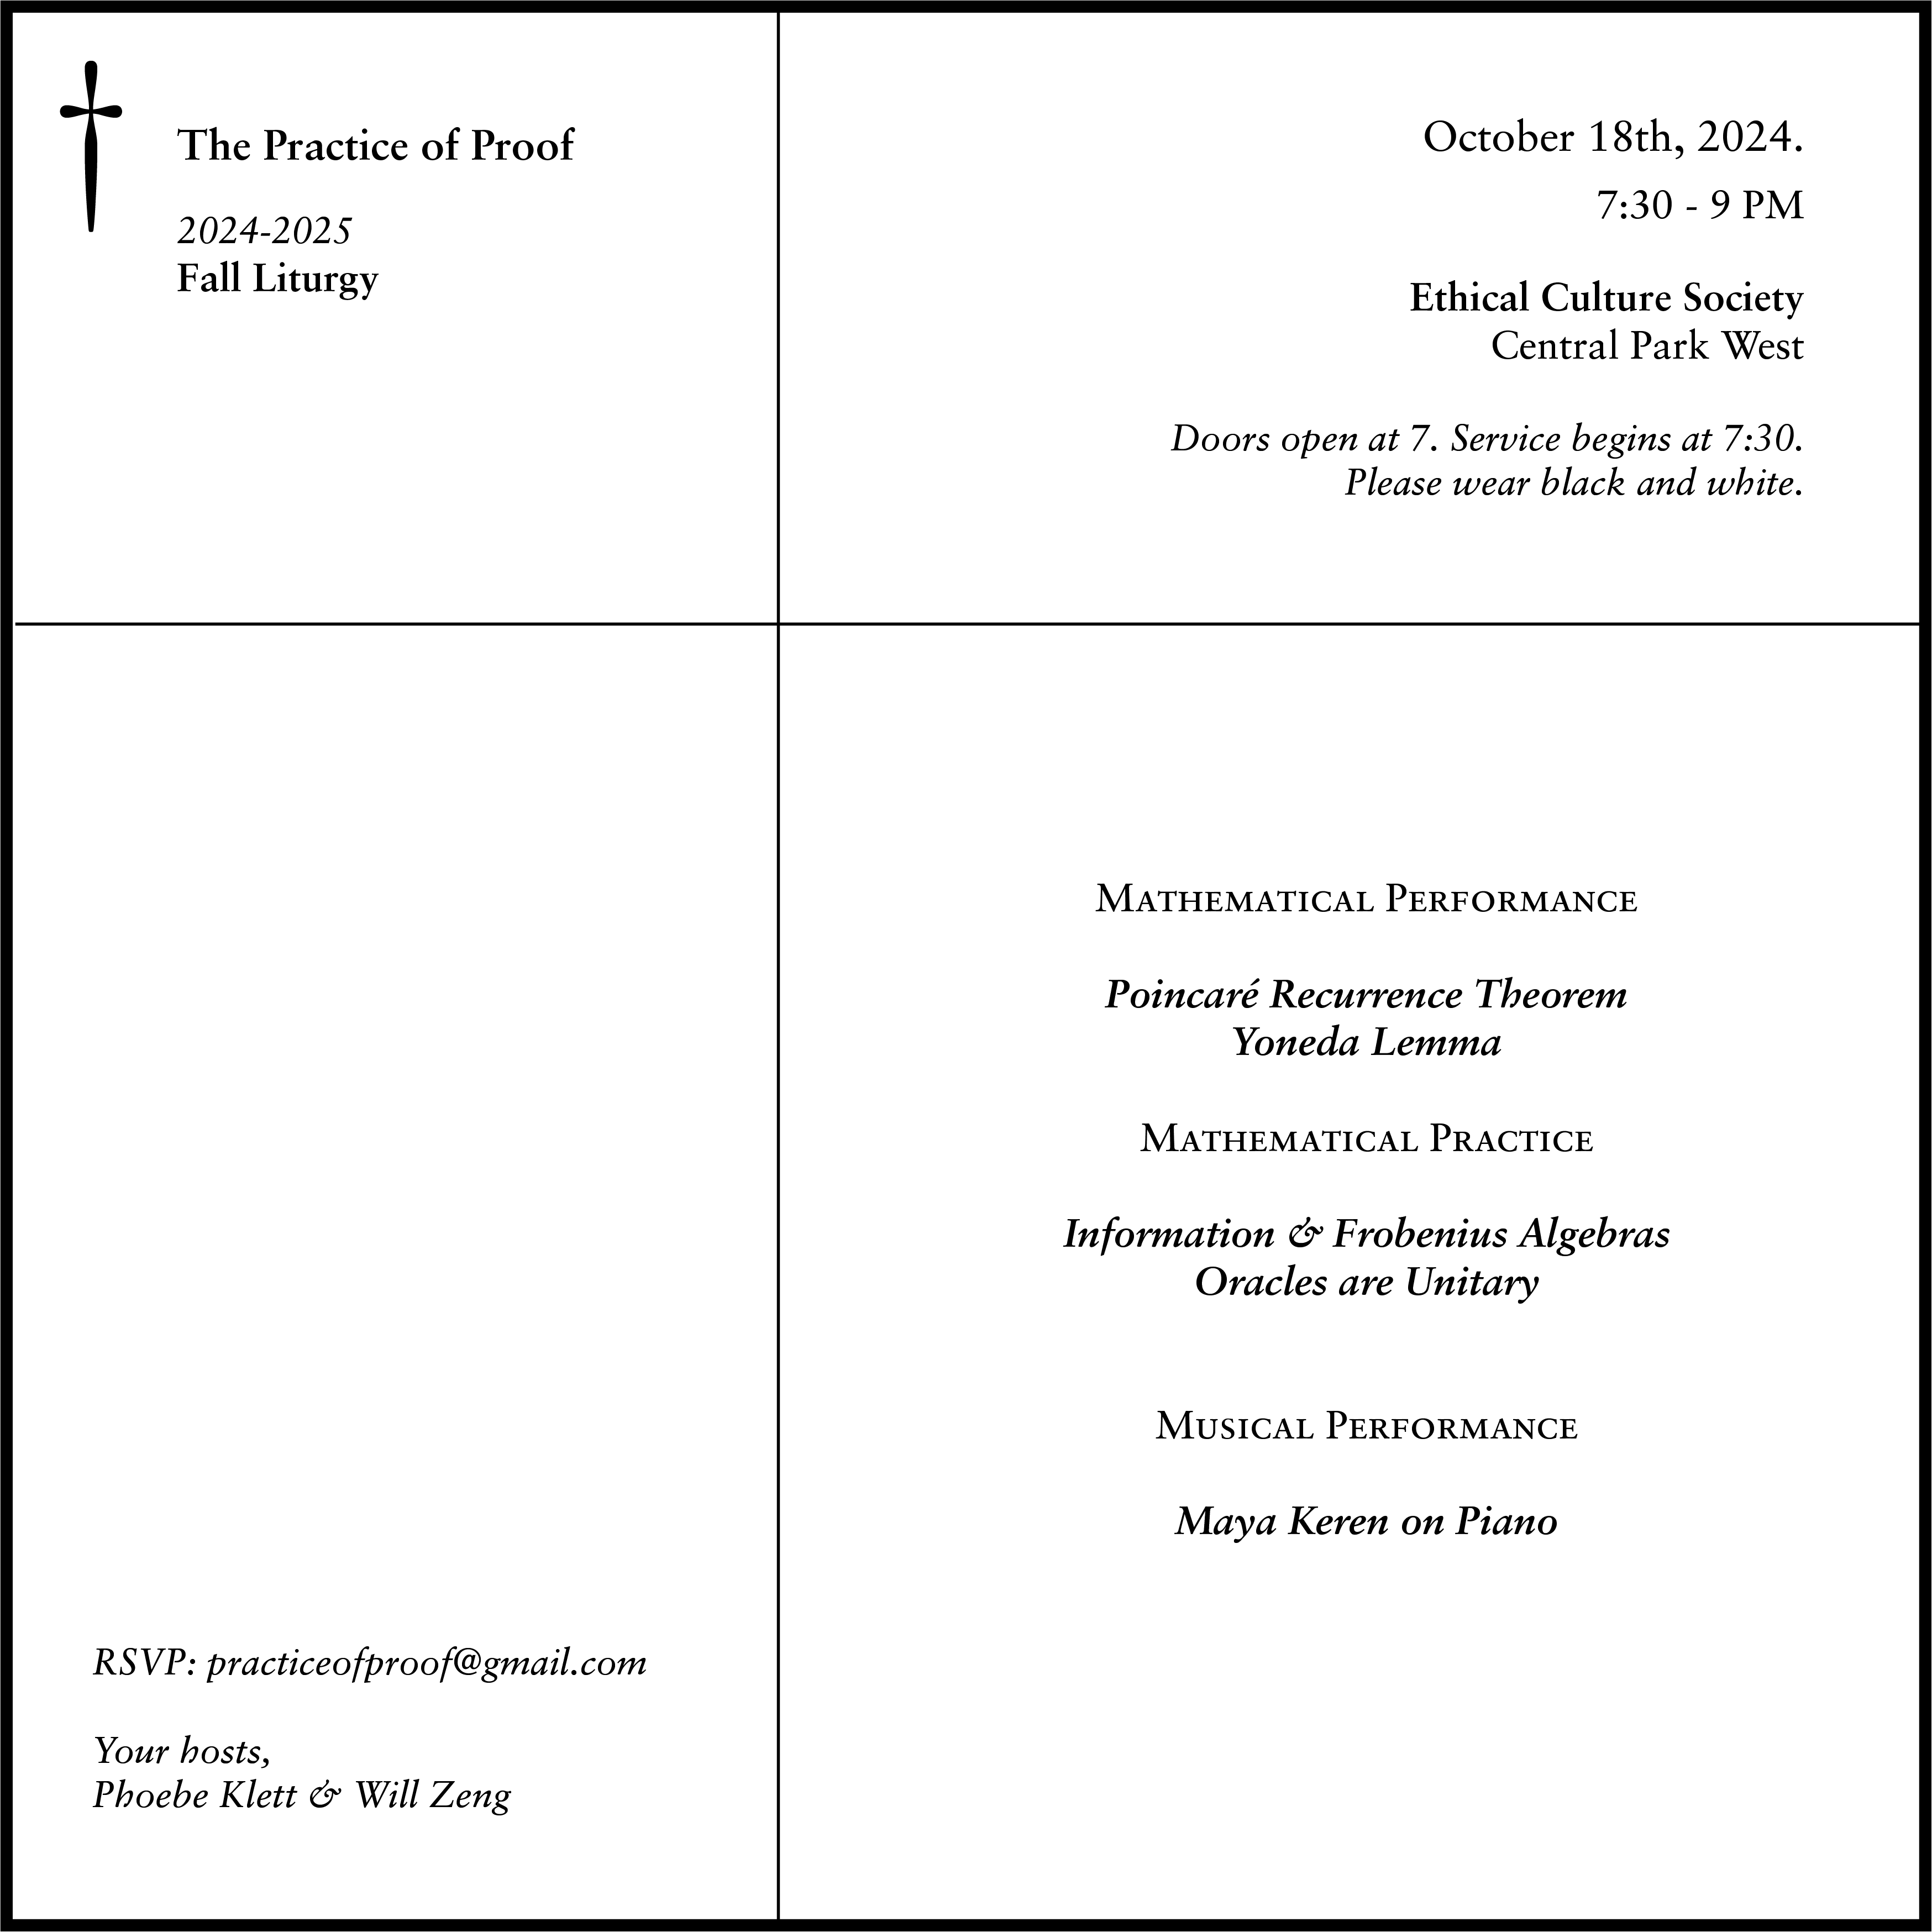 †
The Practice of Proof
2024-2025
Fall Liturgy
October 18th, 2024.
7:30 - 9 PM
Ethical Culture Society
Central Park West
Doors open at 7. Service begins at 7:30.
Please wear black and white.
Mathematical Performance
Poincaré Recurrence Theorem
Yoneda Lemma
Mathematical Practice
Information & Frobenius Algebras
Oracles are Unitary
Musical Performance
Maya Keren on Piano
RSVP: practiceofproof@gmail.com
Your hosts,
Phoebe Klett & Will Zeng